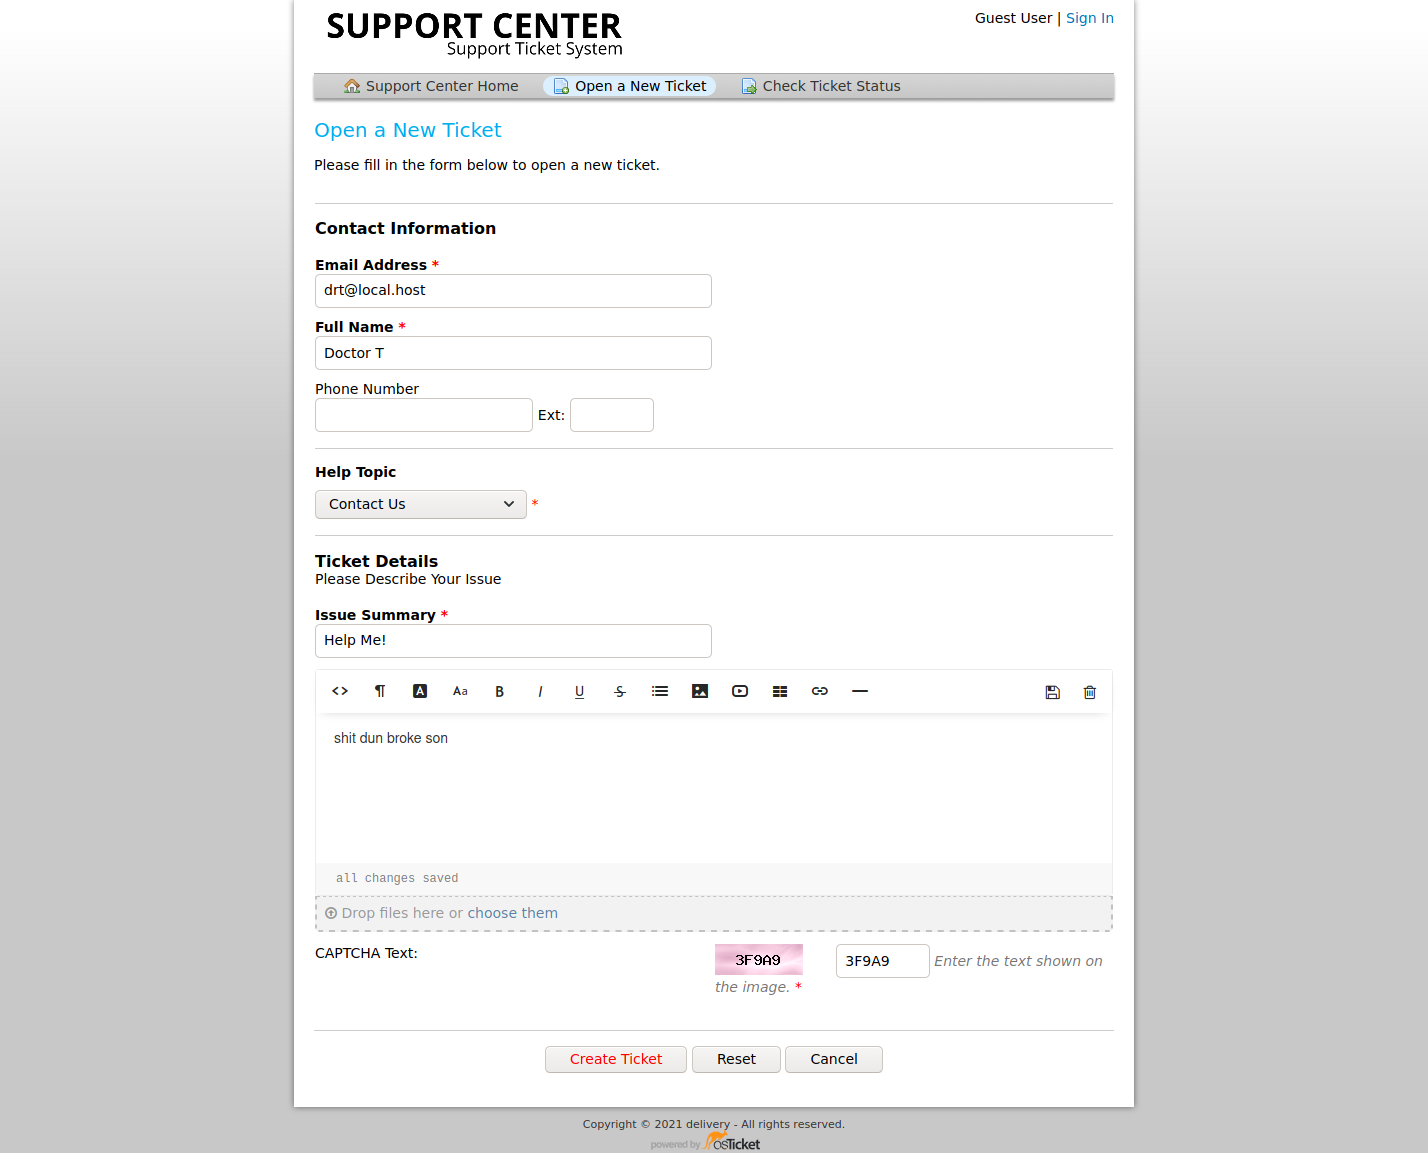 SUPPORT CENTER
Support Ticket System
Guest User | Sign In
Support Center Home Open a New Ticket Check Ticket Status
Open a New Ticket
Please fill in the form below to open a new ticket.
Contact Information
Email Address *
drt@local.host
Full Name *
Doctor T
Phone Number
Ext:
Help Topic
Contact Us *
Ticket Details
Please Describe Your Issue
Issue Summary *
Help Me!
<> ¶ A Aa B I U S
shit dun broke son
all changes saved
Drop files here or choose them
CAPTCHA Text: 3F9A9 3F9A9 Enter the text shown on
the image. *
Create Ticket Reset Cancel
Copyright © 2021 delivery - All rights reserved.
powered by osTicket